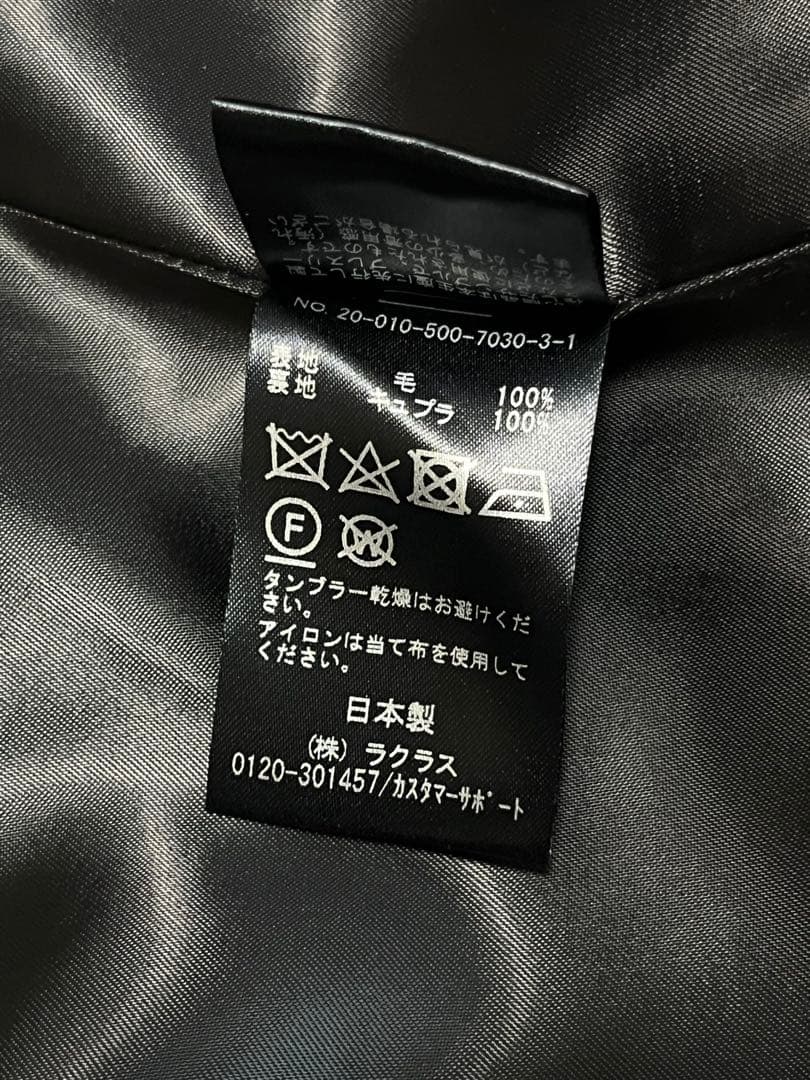 NO. 20-010-500-7030-3-1
表地 毛 100%
裏地 キュプラ 100%
F
W
タンブラー乾燥はお避けくだ
さい。
アイロンは当て布を使用して
ください。
日本製
(株) ラクラス
0120-301457/カスタマーサポート